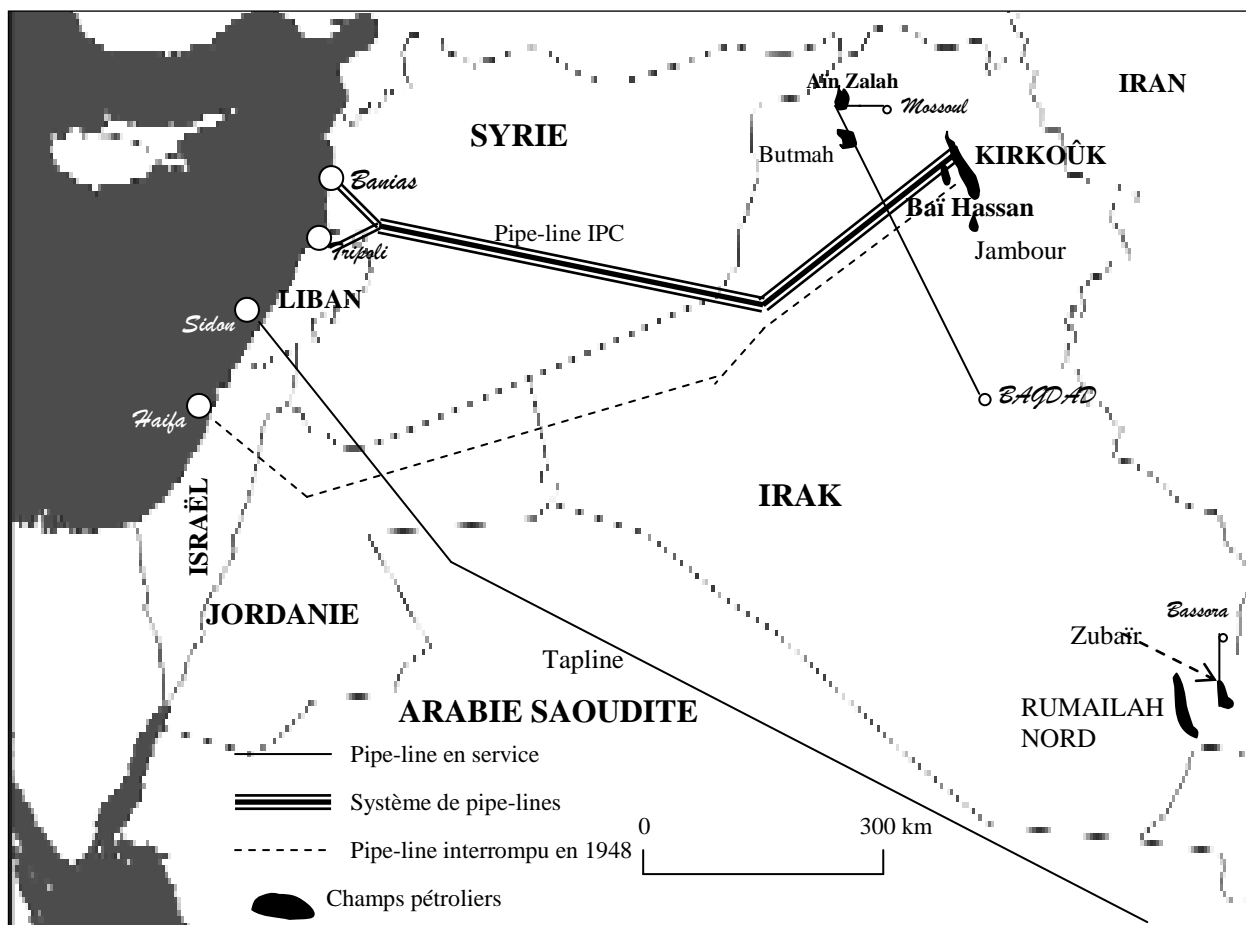 Aïn Zalah
IRAN
Mossoul
SYRIE
Butmah
KIRKOÛK
Banias
Baï Hassan
Pipe-line IPC
Tripoli
Jambour
LIBAN
Sidon
BAGDAD
Haifa
IRAK
ISRAËL
JORDANIE
Bassora
Zubaïr
Tapline
ARABIE SAOUDITE
RUMAILAH
NORD
Pipe-line en service
Système de pipe-lines
0 300 km
Pipe-line interrompu en 1948
Champs pétroliers